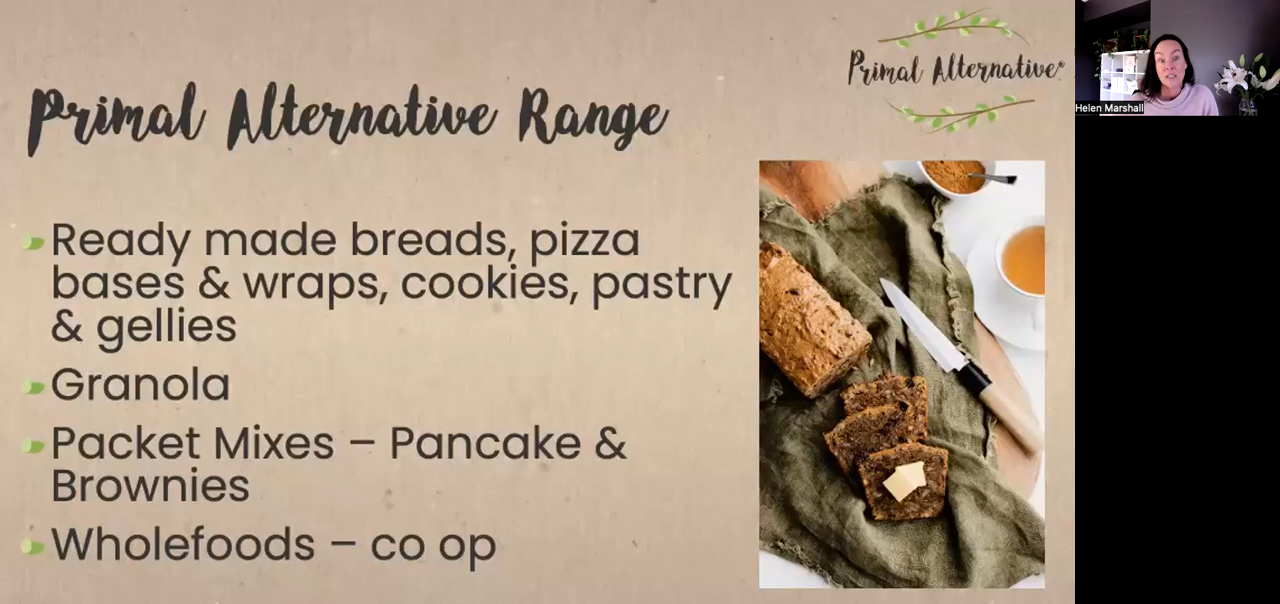 Primal Alternative®
Helen Marshall
Primal Alternative Range
Ready made breads, pizza
bases & wraps, cookies, pastry
& gellies
Granola
Packet Mixes – Pancake &
Brownies
Wholefoods – co op